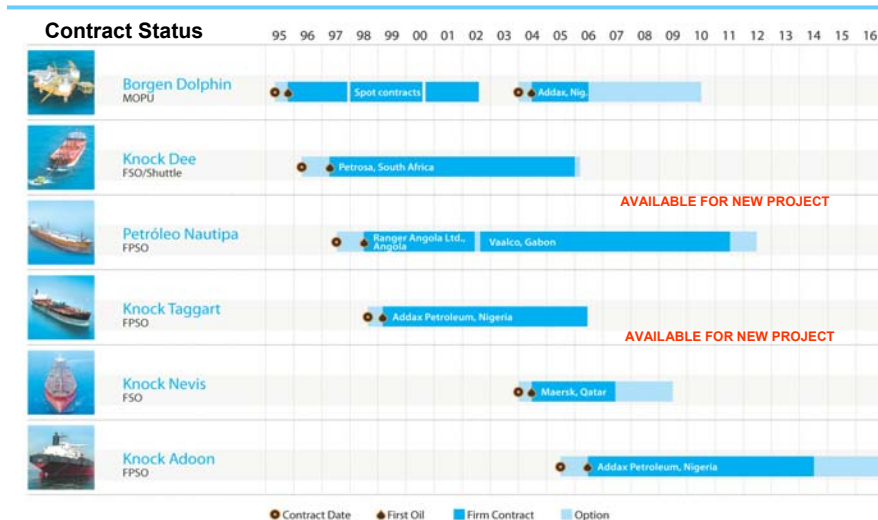 Contract Status
95 96 97 98 99 00 01 02 03 04 05 06 07 08 09 10 11 12 13 14 15 16
Borgen Dolphin
MOPU
Spot contracts
Addax, Nig.
Knock Dee
FSO/Shuttle
Petrosa, South Africa
AVAILABLE FOR NEW PROJECT
Petróleo Nautipa
FPSO
Ranger Angola Ltd.,
Angola
Vaalco, Gabon
Knock Taggart
FPSO
Addax Petroleum, Nigeria
AVAILABLE FOR NEW PROJECT
Knock Nevis
FSO
Maersk, Qatar
Knock Adoon
FPSO
Addax Petroleum, Nigeria
Contract Date First Oil Firm Contract Option